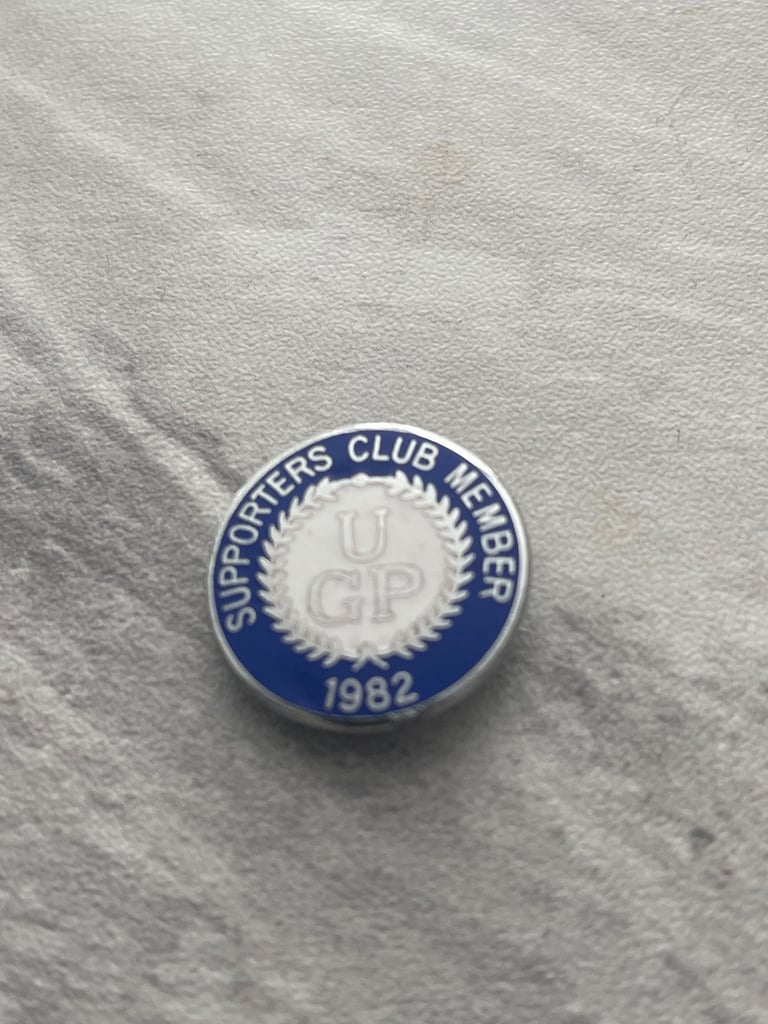 SUPPORTERS CLUB MEMBER
U
GP
1982